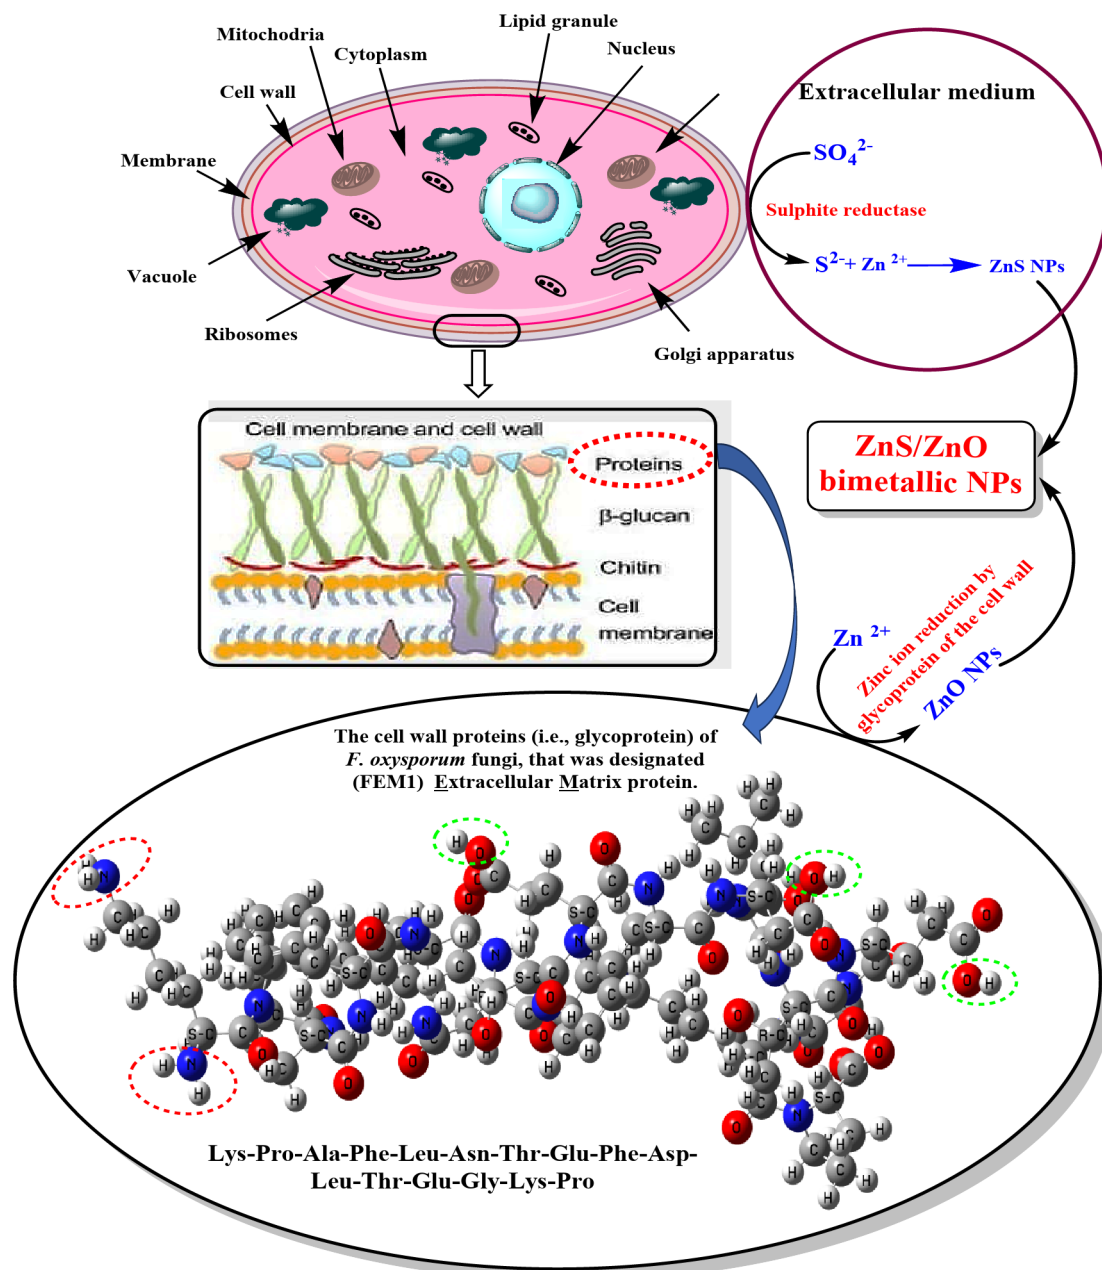 Lipid granule
Mitochodria
Nucleus
Cytoplasm
Cell wall
Membrane
Vacuole
Ribosomes
Golgi apparatus
Extracellular medium
SO₄²⁻
Sulphite reductase
S²⁻ + Zn ²⁺ ZnS NPs
Cell membrane and cell wall
Proteins
β-glucan
Chitin
Cell
membrane
ZnS/ZnO
bimetallic NPs
Zn ²⁺
Zinc ion reduction by
glycoprotein of the cell wall
ZnO NPs
The cell wall proteins (i.e., glycoprotein) of
F. oxysporum fungi, that was designated
(FEM1) Extracellular Matrix protein.
Lys-Pro-Ala-Phe-Leu-Asn-Thr-Glu-Phe-Asp-
Leu-Thr-Glu-Gly-Lys-Pro